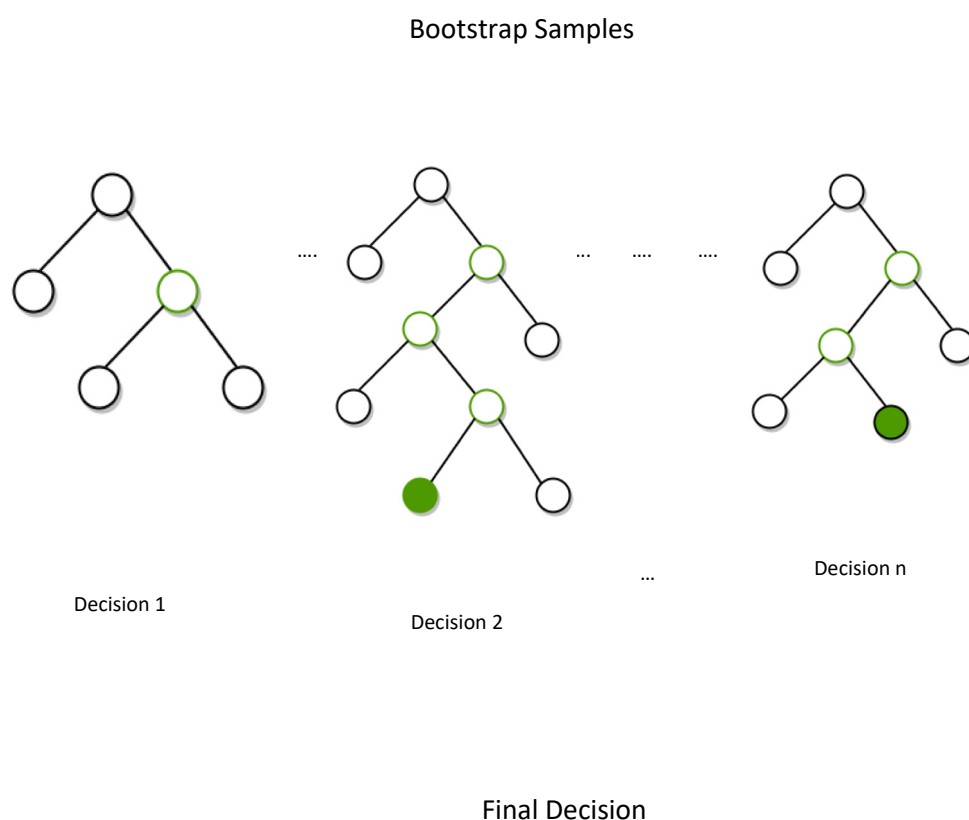 Bootstrap Samples
....
... .... ....
Decision 1
Decision 2
...
Decision n
Final Decision